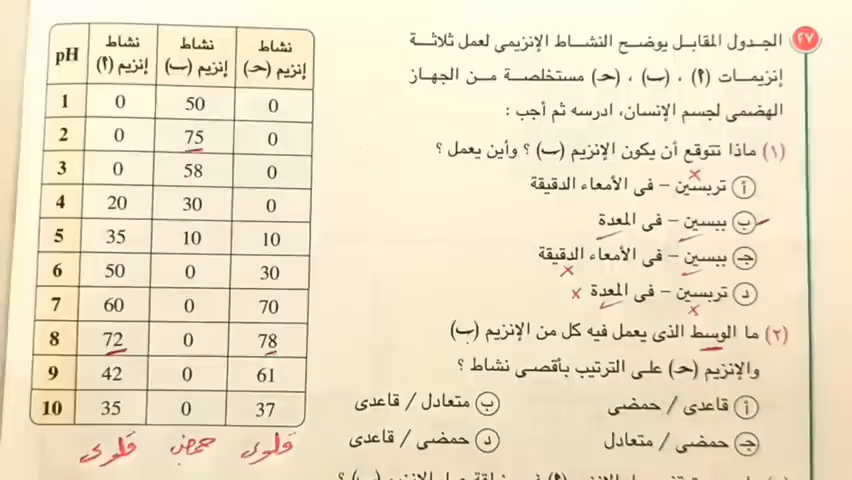 ٢٧ الجدول المقابل يوضح النشاط الإنزيمى لعمل ثلاثة
إنزيمات (أ) ، (ب) ، (حـ) مستخلصة من الجهاز
الهضمى لجسم الإنسان، ادرسه ثم أجب :
(١) ماذا تتوقع أن يكون الإنزيم (ب) ؟ وأين يعمل ؟
أ تربسين – فى الأمعاء الدقيقة
ب ببسين – فى المعدة
جـ ببسين – فى الأمعاء الدقيقة
د تربسين – فى المعدة
(٢) ما الوسط الذى يعمل فيه كل من الإنزيم (ب)
والإنزيم (حـ) على الترتيب بأقصى نشاط ؟
أ قاعدى / حمضى ب متعادل / قاعدى
جـ حمضى / متعادل د حمضى / قاعدى
pH نشاط إنزيم (أ) نشاط إنزيم (ب) نشاط إنزيم (حـ)
1 0 50 0
2 0 75 0
3 0 58 0
4 20 30 0
5 35 10 10
6 50 0 30
7 60 0 70
8 72 0 78
9 42 0 61
10 35 0 37
قلوى حمض قلوى